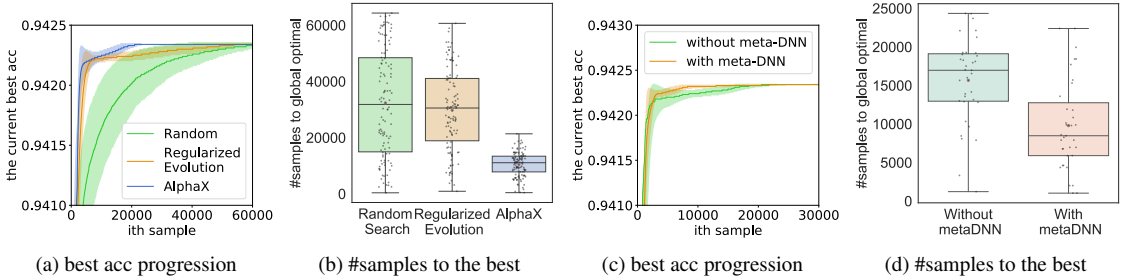 0.9425
0.9420
0.9415
0.9410
the current best acc
Random
Regularized
Evolution
AlphaX
0
20000
40000
60000
ith sample
(a) best acc progression
60000
40000
20000
0
#samples to global optimal
Random
Search
Regularized
Evolution
AlphaX
(b) #samples to the best
0.9430
0.9425
0.9420
0.9415
0.9410
the current best acc
without meta-DNN
with meta-DNN
0
10000
20000
30000
ith sample
(c) best acc progression
25000
20000
15000
10000
5000
0
#samples to global optimal
Without
metaDNN
With
metaDNN
(d) #samples to the best